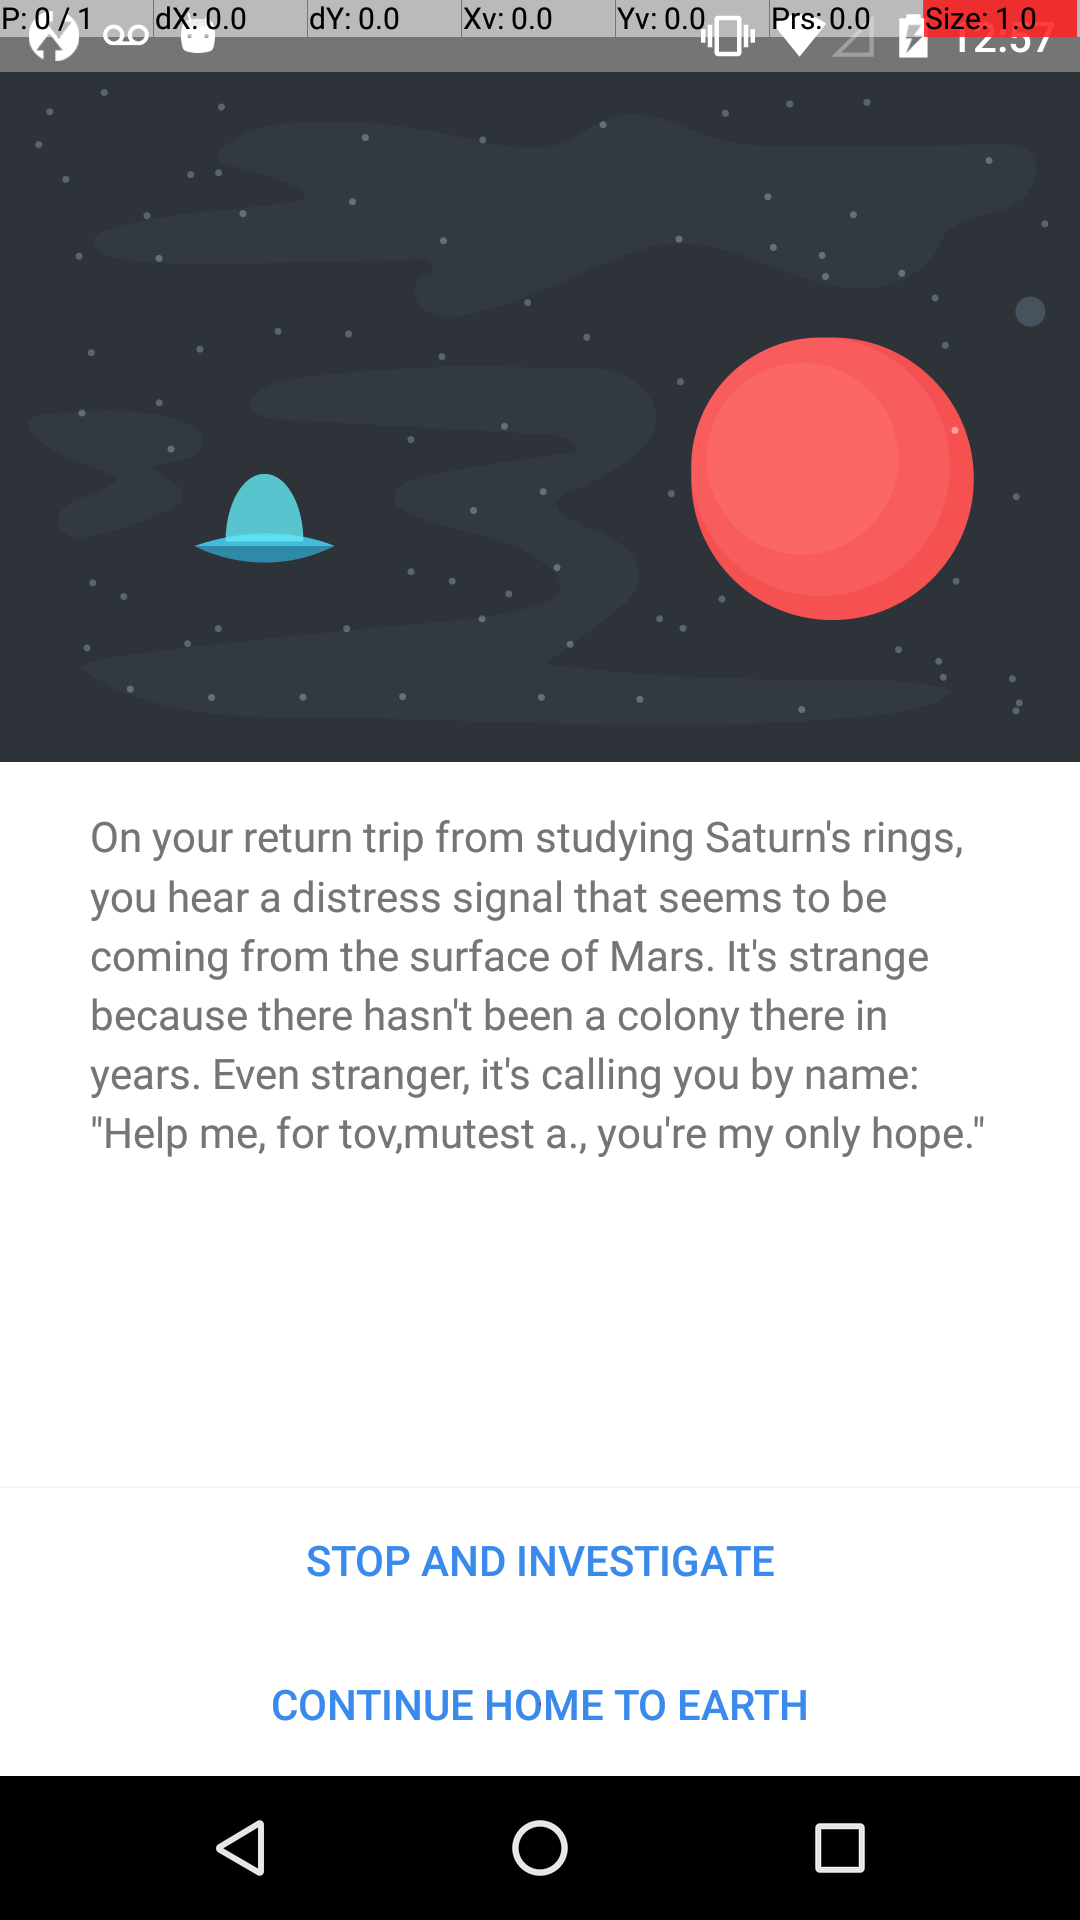 P: 0 / 1 dX: 0.0 dY: 0.0 Xv: 0.0 Yv: 0.0 Prs: 0.0 Size: 1.0
12:57
On your return trip from studying Saturn's rings,
you hear a distress signal that seems to be
coming from the surface of Mars. It's strange
because there hasn't been a colony there in
years. Even stranger, it's calling you by name:
"Help me, for tov,mutest a., you're my only hope."
STOP AND INVESTIGATE
CONTINUE HOME TO EARTH